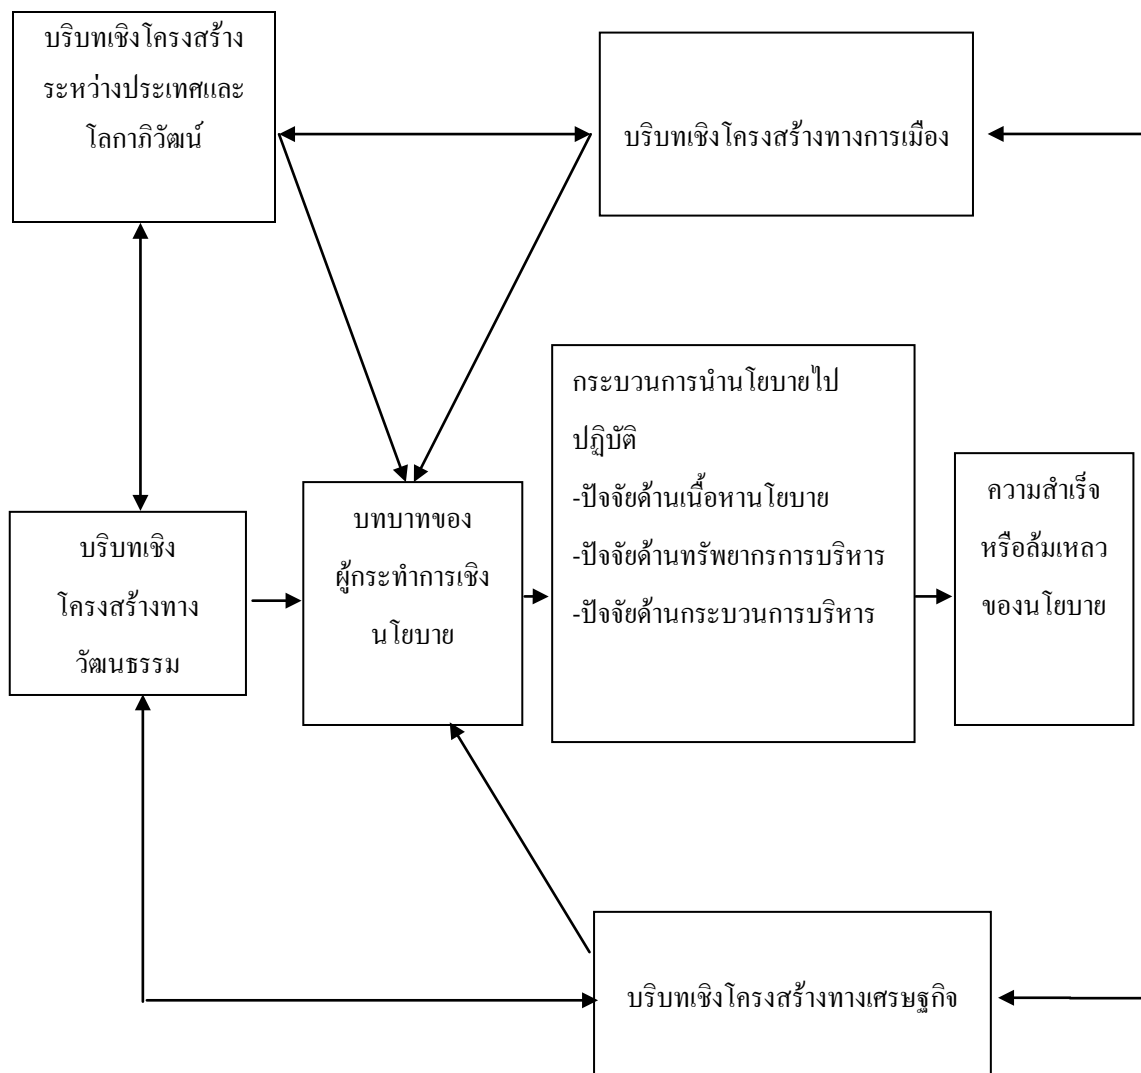 บริบทเชิงโครงสร้าง
ระหว่างประเทศและ
โลกาภิวัฒน์
บริบทเชิงโครงสร้างทางการเมือง
กระบวนการนำนโยบายไป
ปฏิบัติ
-ปัจจัยด้านเนื้อหานโยบาย
-ปัจจัยด้านทรัพยากรการบริหาร
-ปัจจัยด้านกระบวนการบริหาร
ความสำเร็จ
หรือล้มเหลว
ของนโยบาย
บทบาทของ
ผู้กระทำการเชิง
นโยบาย
บริบทเชิง
โครงสร้างทาง
วัฒนธรรม
บริบทเชิงโครงสร้างทางเศรษฐกิจ